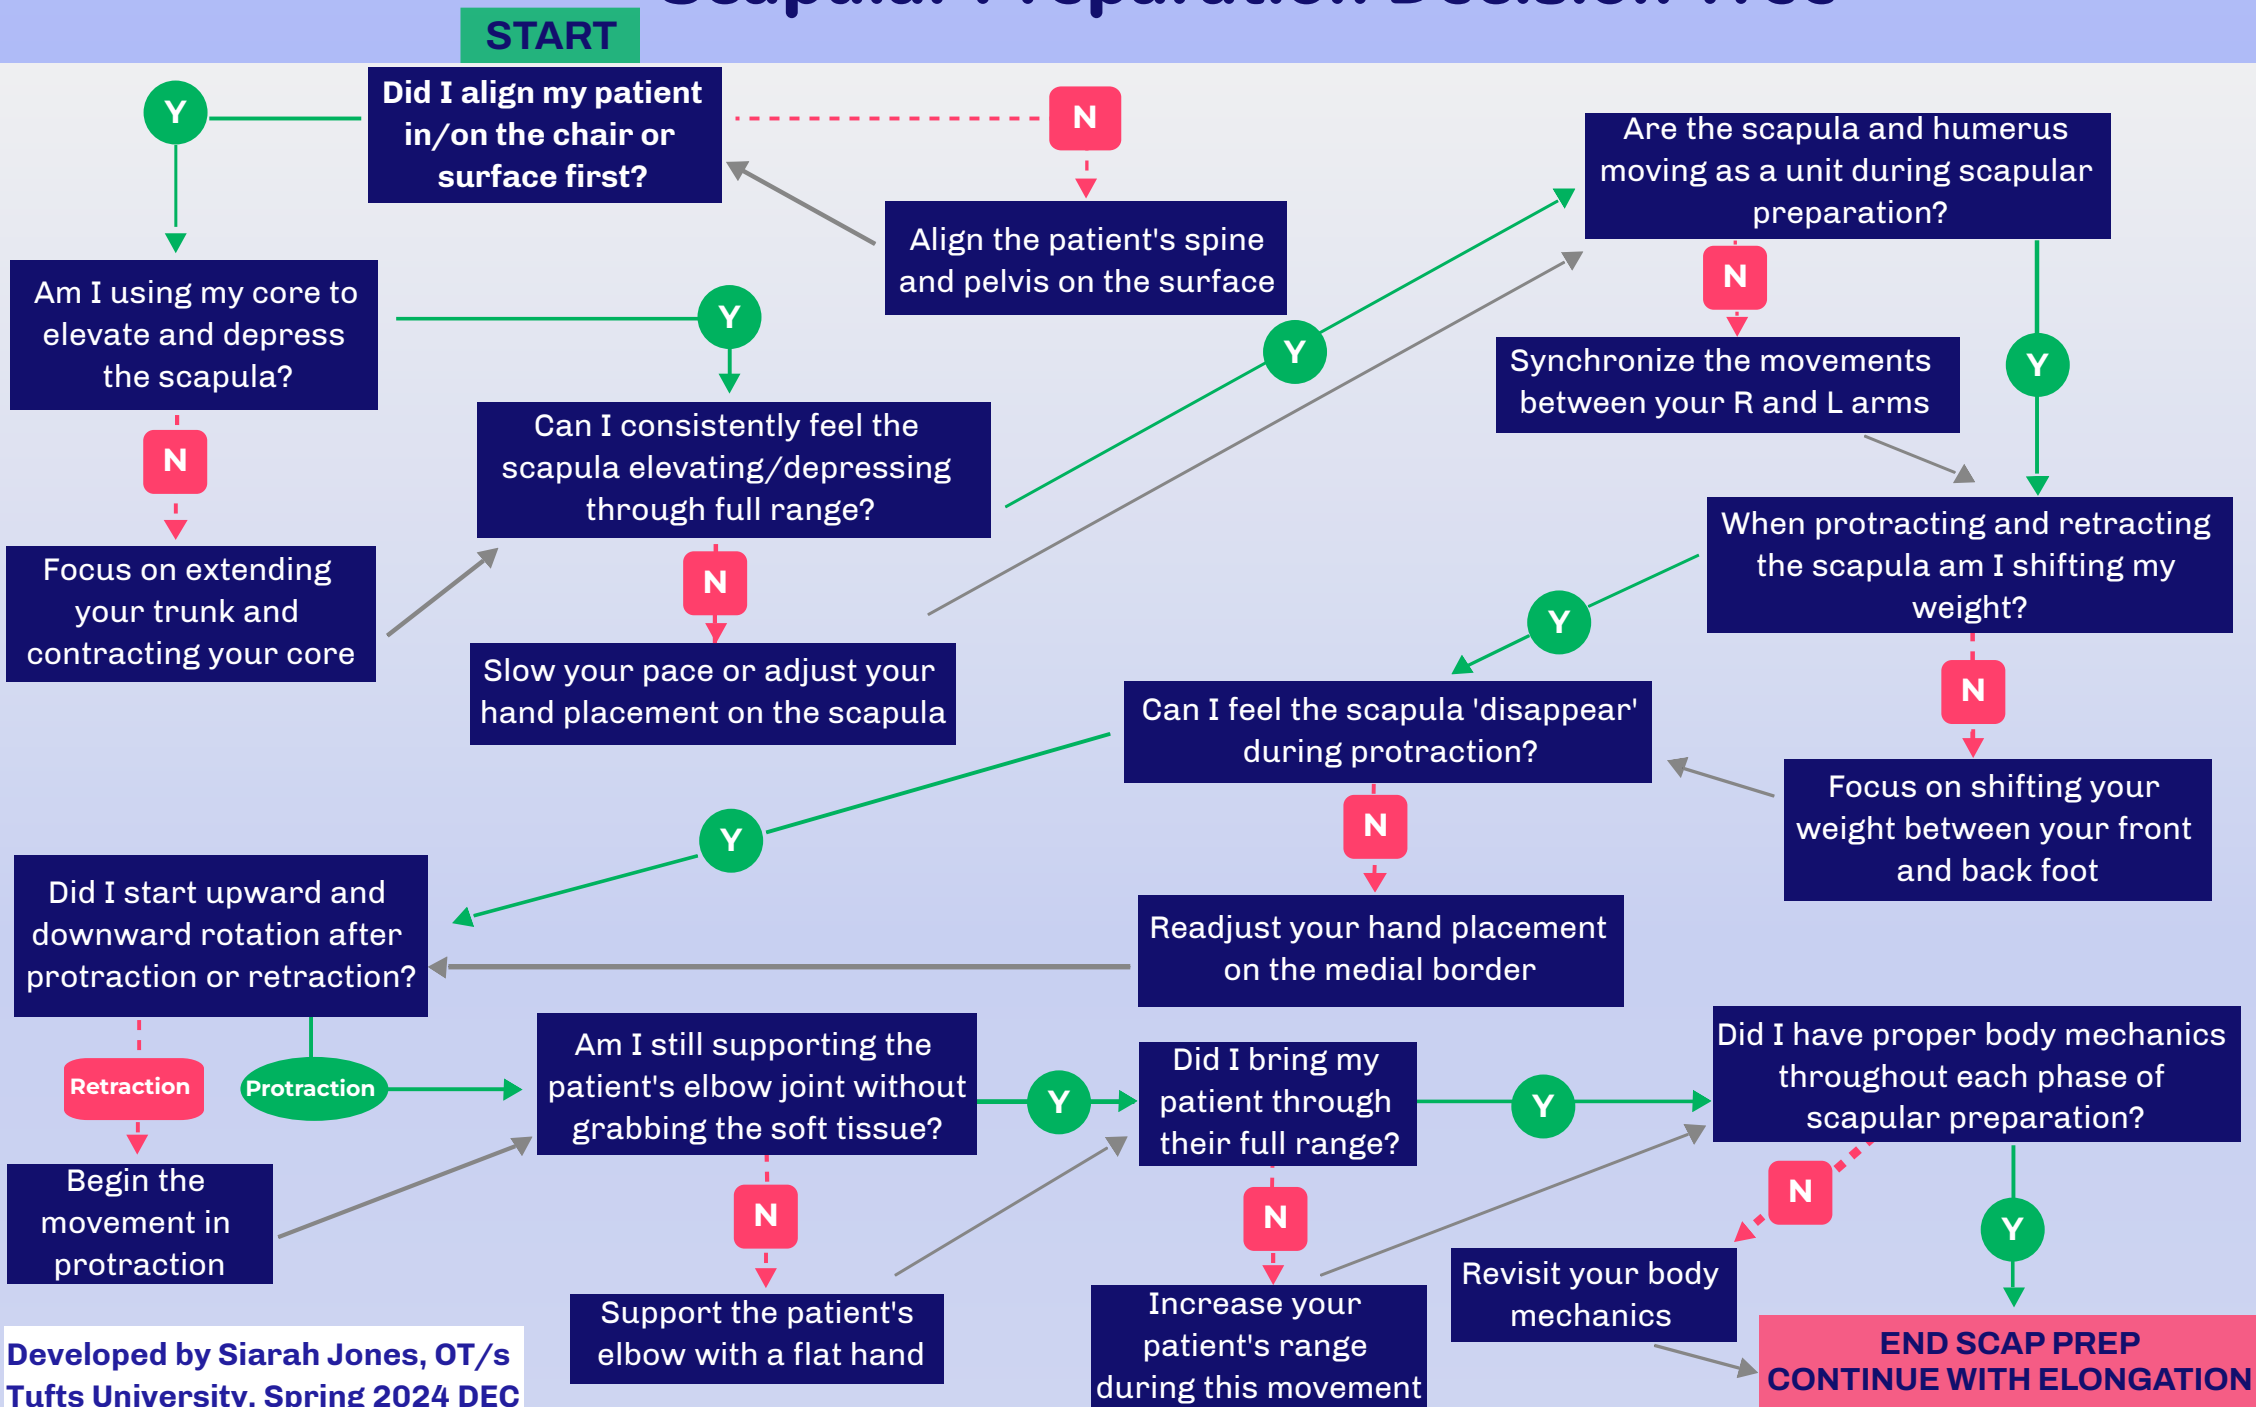 Scapular Preparation Decision Tree
START
Did I align my patient
in/on the chair or
surface first?
Y
N
Align the patient's spine
and pelvis on the surface
Am I using my core to
elevate and depress
the scapula?
Y
N
Focus on extending
your trunk and
contracting your core
Can I consistently feel the
scapula elevating/depressing
through full range?
Y
N
Slow your pace or adjust your
hand placement on the scapula
Are the scapula and humerus
moving as a unit during scapular
preparation?
N
Y
Synchronize the movements
between your R and L arms
When protracting and retracting
the scapula am I shifting my
weight?
Y
N
Focus on shifting your
weight between your front
and back foot
Can I feel the scapula 'disappear'
during protraction?
Y
N
Readjust your hand placement
on the medial border
Did I start upward and
downward rotation after
protraction or retraction?
Retraction
Protraction
Begin the
movement in
protraction
Am I still supporting the
patient's elbow joint without
grabbing the soft tissue?
Y
N
Support the patient's
elbow with a flat hand
Did I bring my
patient through
their full range?
Y
N
Increase your
patient's range
during this movement
Did I have proper body mechanics
throughout each phase of
scapular preparation?
N
Y
Revisit your body
mechanics
END SCAP PREP
CONTINUE WITH ELONGATION
Developed by Siarah Jones, OT/s
Tufts University, Spring 2024 DEC